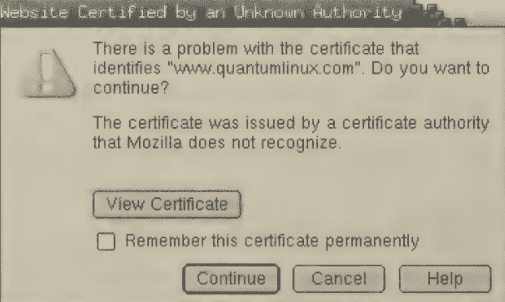 Website Certified by an Unknown Authority
There is a problem with the certificate that
identifies "www.quantumlinux.com". Do you want to
continue?
The certificate was issued by a certificate authority
that Mozilla does not recognize.
View Certificate
Remember this certificate permanently
Continue Cancel Help